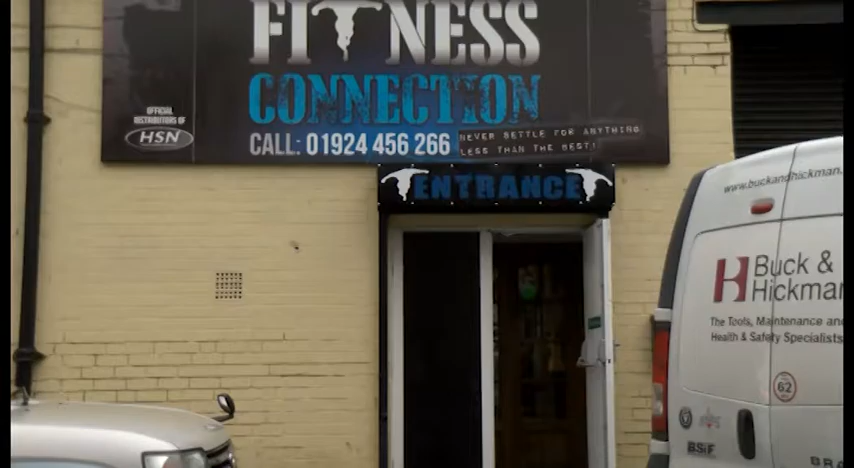 FITNESS
CONNECTION
OFFICIAL
DISTRIBUTORS OF
HSN
CALL: 01924 456 266
NEVER SETTLE FOR ANYTHING
LESS THAN THE BEST!
ENTRANCE
www.buckandhickman.
Buck &
Hickman
The Tools, Maintenance and
Health & Safety Specialists
62
BSiF
BRA